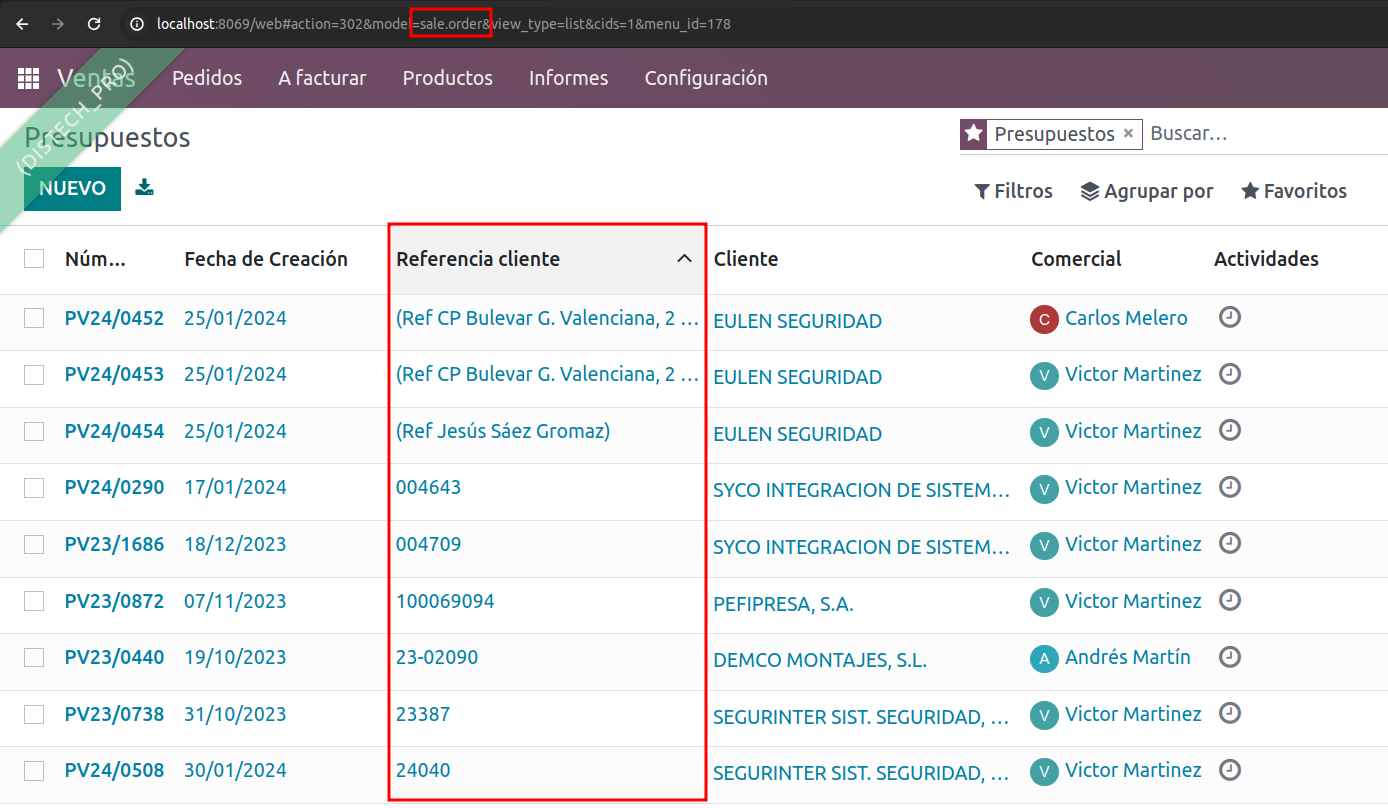 localhost:8069/web#action=302&model=sale.order&view_type=list&cids=1&menu_id=178
Ventas Pedidos A facturar Productos Informes Configuración
(DISTECH_PRO)
Presupuestos
Presupuestos × Buscar...
NUEVO
Filtros Agrupar por Favoritos
Núm... Fecha de Creación Referencia cliente Cliente Comercial Actividades
PV24/0452 25/01/2024 (Ref CP Bulevar G. Valenciana, 2 ... EULEN SEGURIDAD C Carlos Melero
PV24/0453 25/01/2024 (Ref CP Bulevar G. Valenciana, 2 ... EULEN SEGURIDAD V Victor Martinez
PV24/0454 25/01/2024 (Ref Jesús Sáez Gromaz) EULEN SEGURIDAD V Victor Martinez
PV24/0290 17/01/2024 004643 SYCO INTEGRACION DE SISTEM... V Victor Martinez
PV23/1686 18/12/2023 004709 SYCO INTEGRACION DE SISTEM... V Victor Martinez
PV23/0872 07/11/2023 100069094 PEFIPRESA, S.A. V Victor Martinez
PV23/0440 19/10/2023 23-02090 DEMCO MONTAJES, S.L. A Andrés Martín
PV23/0738 31/10/2023 23387 SEGURINTER SIST. SEGURIDAD, ... V Victor Martinez
PV24/0508 30/01/2024 24040 SEGURINTER SIST. SEGURIDAD, ... V Victor Martinez